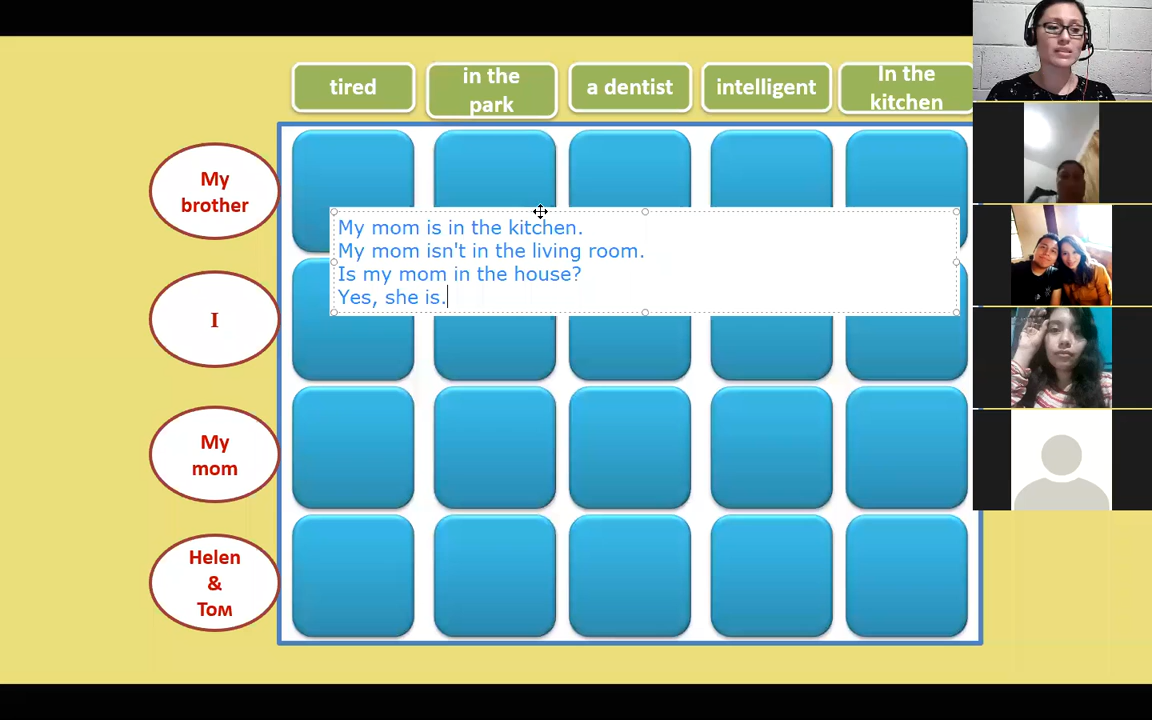 tired
in the
park
a dentist
intelligent
In the
kitchen
My
brother
My mom is in the kitchen.
My mom isn't in the living room.
Is my mom in the house?
Yes, she is.
I
My
mom
Helen
&
Tom